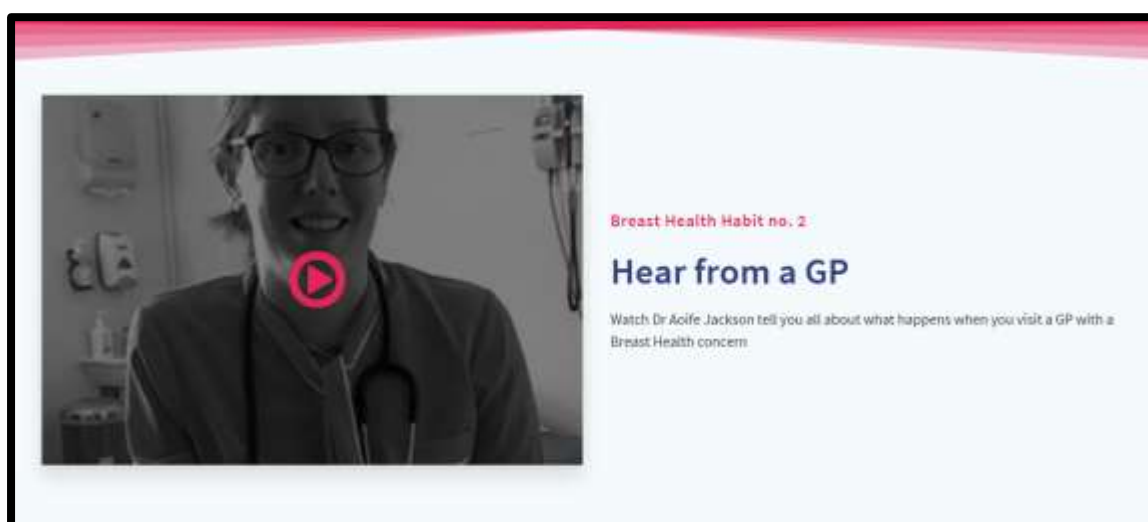 Breast Health Habit no. 2
Hear from a GP
Watch Dr Aoife Jackson tell you all about what happens when you visit a GP with a
Breast Health concern